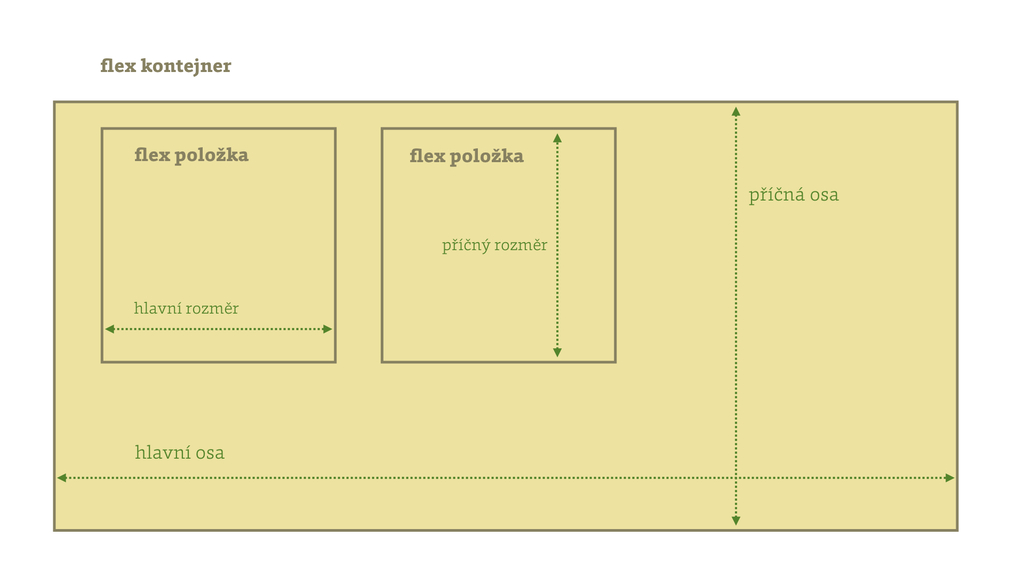 flex kontejner
flex položka
flex položka
příčná osa
příčný rozměr
hlavní rozměr
hlavní osa